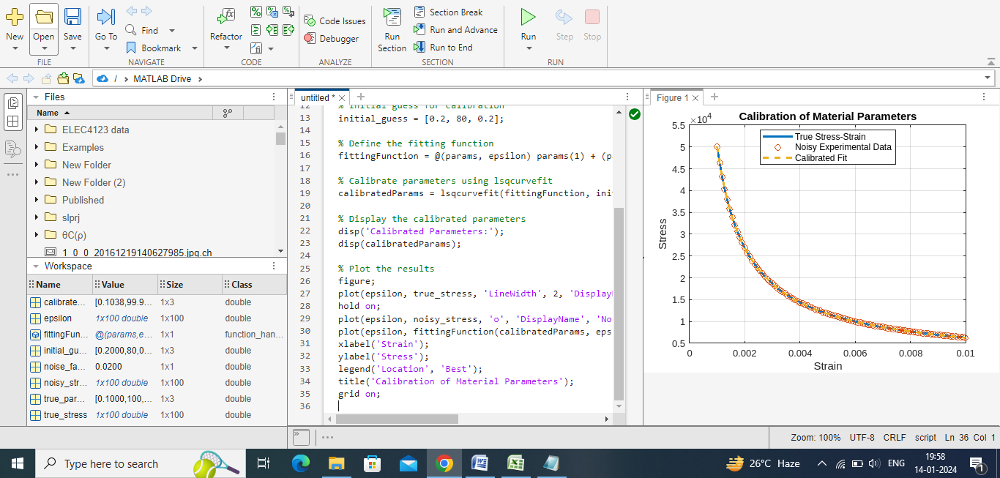 New
Open
Save
FILE
Go To
Find
Bookmark
NAVIGATE
Refactor
CODE
Code Issues
Debugger
ANALYZE
Run
Section
Section Break
Run and Advance
Run to End
SECTION
Run
Step
Stop
RUN
/ › MATLAB Drive ›
Files
Name
ELEC4123 data
Examples
New Folder
New Folder (2)
Published
slprj
θC(ρ)
1_0_0_20161219140627985.jpg.ch
Workspace
Name Value Size Class
calibrate... [0.1038,99.9... 1x3 double
epsilon 1x100 double 1x100 double
fittingFun... @(params,e... 1x1 function_han...
initial_gu... [0.2000,80,0... 1x3 double
noise_fa... 0.0200 1x1 double
noisy_str... 1x100 double 1x100 double
true_par... [0.1000,100,... 1x3 double
true_stress 1x100 double 1x100 double
untitled *
12 % Initial guess for calibration
13 initial_guess = [0.2, 80, 0.2];
14
15 % Define the fitting function
16 fittingFunction = @(params, epsilon) params(1) + (p
17
18 % Calibrate parameters using lsqcurvefit
19 calibratedParams = lsqcurvefit(fittingFunction, ini
20
21 % Display the calibrated parameters
22 disp('Calibrated Parameters:');
23 disp(calibratedParams);
24
25 % Plot the results
26 figure;
27 plot(epsilon, true_stress, 'LineWidth', 2, 'Display
28 hold on;
29 plot(epsilon, noisy_stress, 'o', 'DisplayName', 'No
30 plot(epsilon, fittingFunction(calibratedParams, eps
31 xlabel('Strain');
32 ylabel('Stress');
33 legend('Location', 'Best');
34 title('Calibration of Material Parameters');
35 grid on;
36
Figure 1
Calibration of Material Parameters
×10⁴
5.5
5
4.5
4
3.5
3
2.5
2
1.5
1
0.5
Stress
True Stress-Strain
Noisy Experimental Data
Calibrated Fit
0 0.002 0.004 0.006 0.008 0.01
Strain
Zoom: 100% UTF-8 CRLF script Ln 36 Col 1
Type here to search
26°C Haze
ENG
19:58
14-01-2024
1